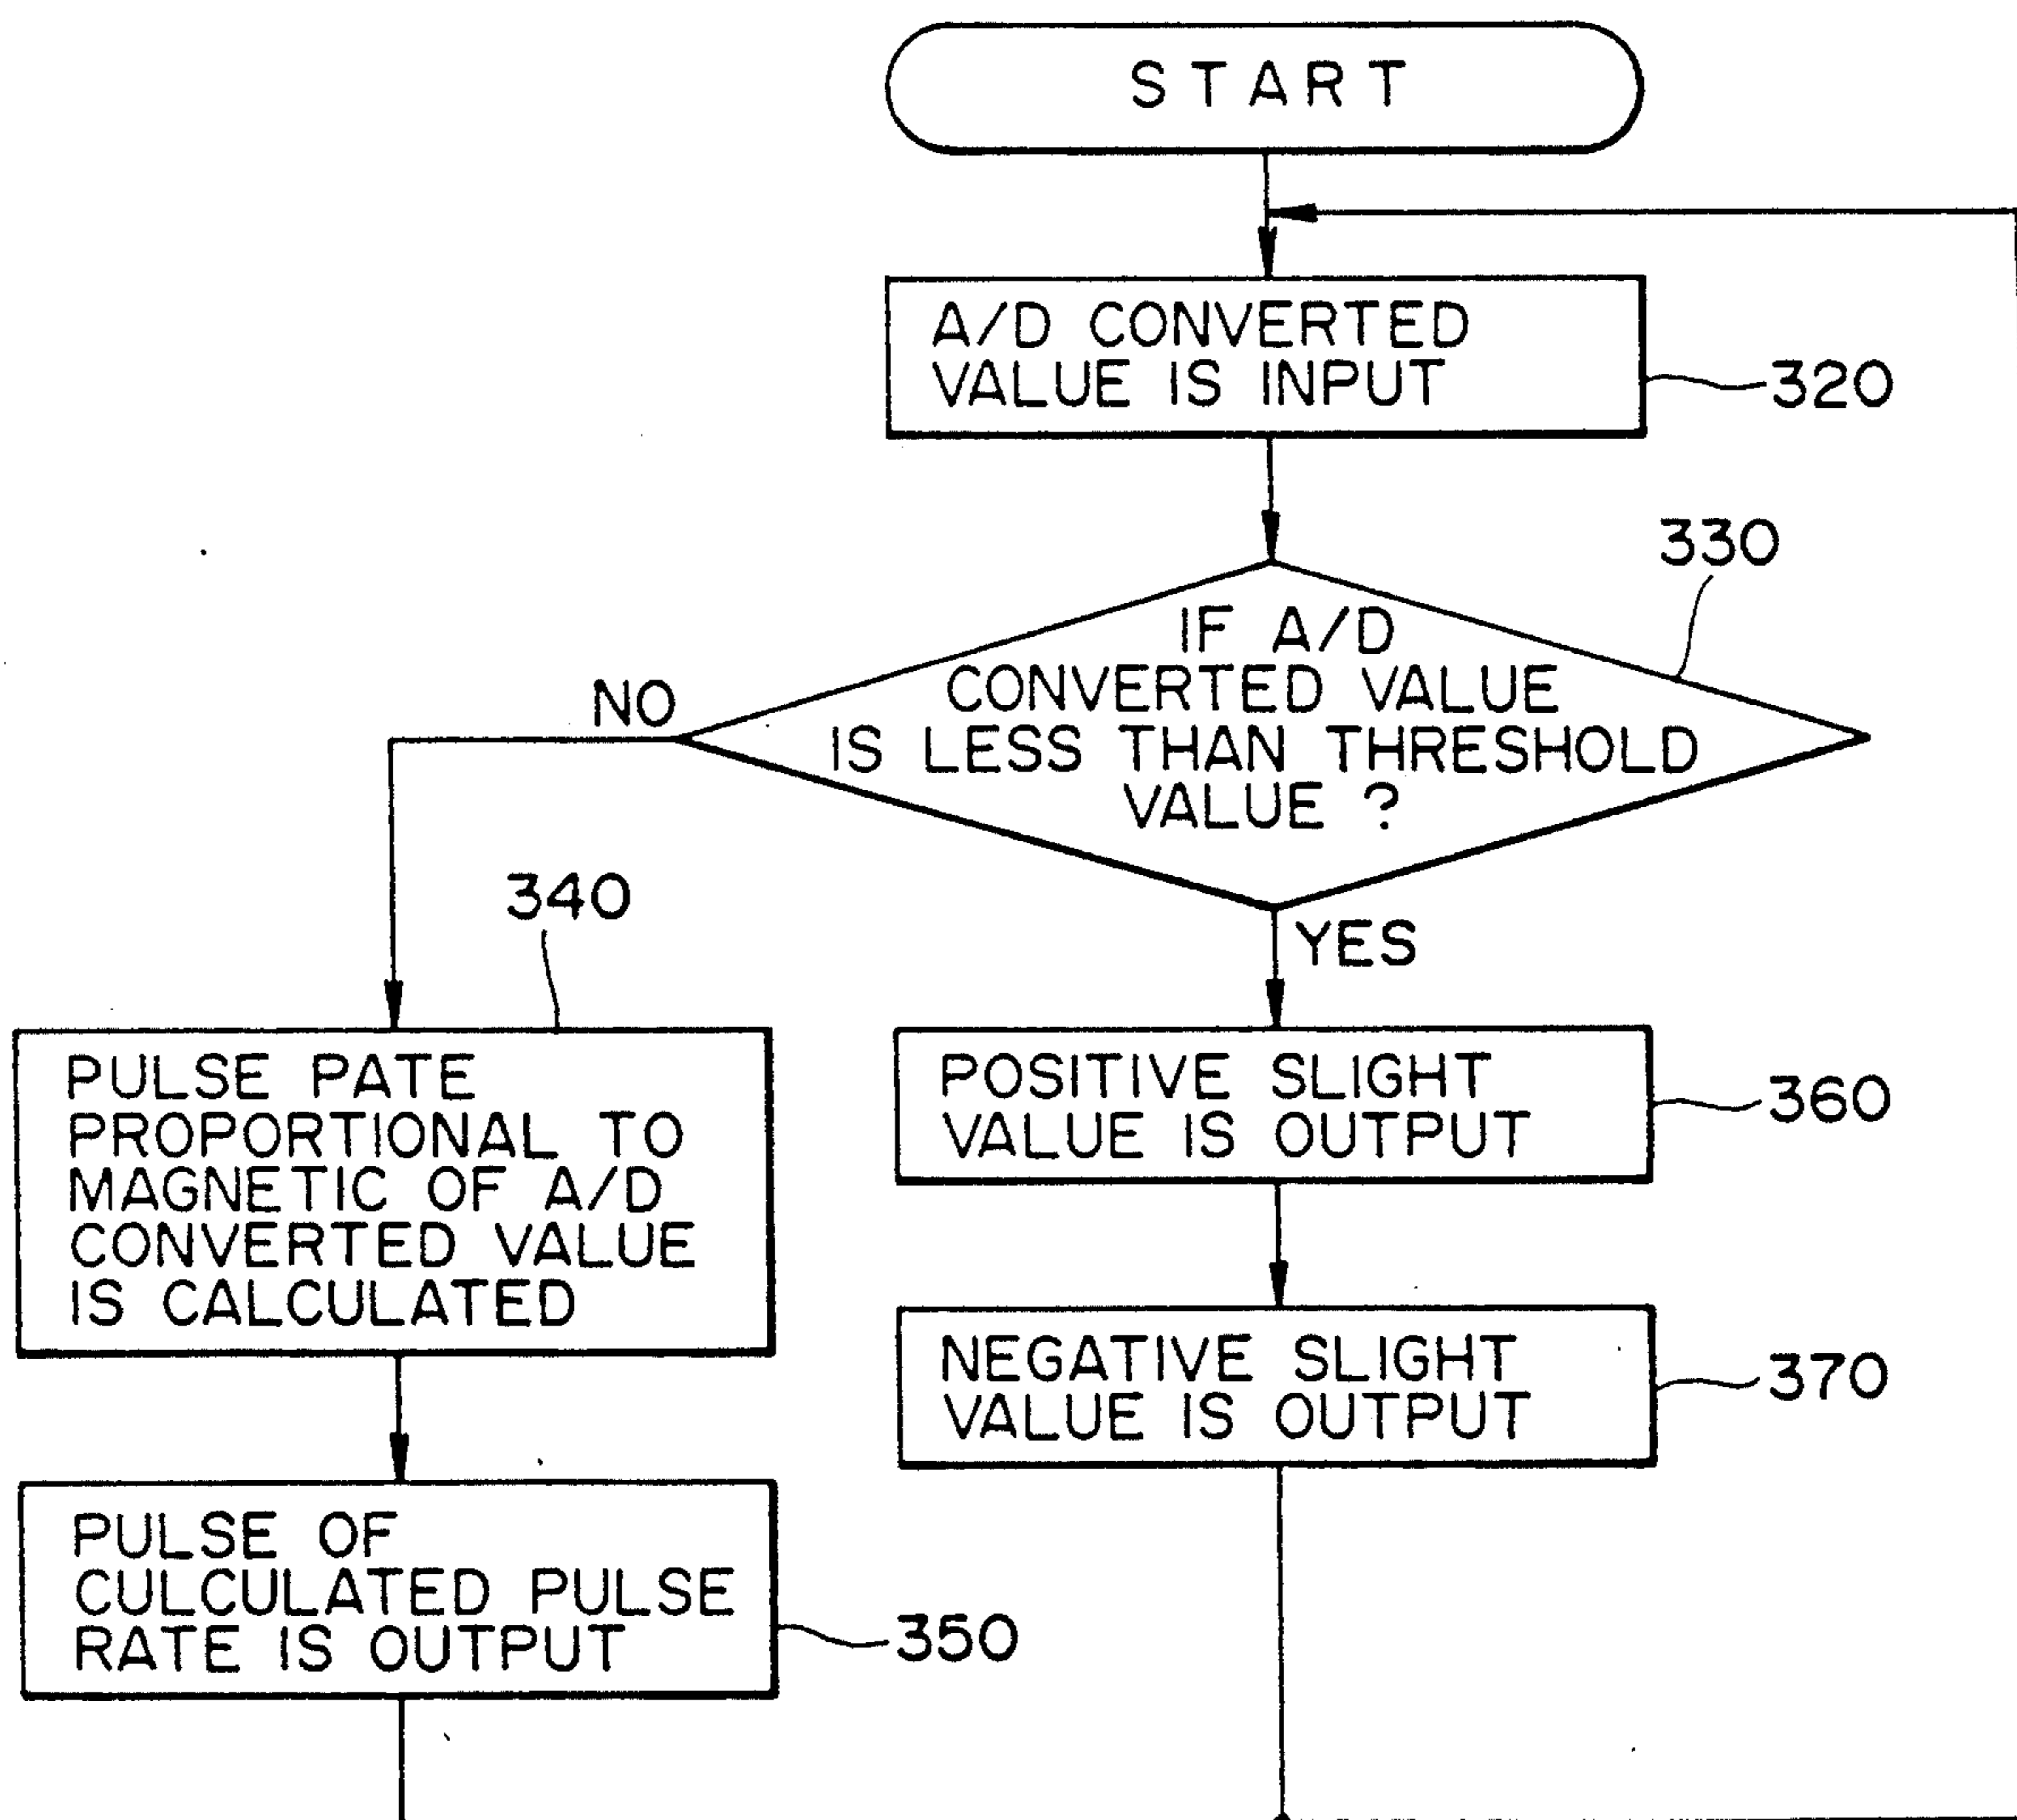 START
A/D CONVERTED
VALUE IS INPUT
320
330
IF A/D
CONVERTED VALUE
IS LESS THAN THRESHOLD
VALUE ?
NO
YES
340
PULSE PATE
PROPORTIONAL TO
MAGNETIC OF A/D
CONVERTED VALUE
IS CALCULATED
POSITIVE SLIGHT
VALUE IS OUTPUT
360
NEGATIVE SLIGHT
VALUE IS OUTPUT
370
PULSE OF
CULCULATED PULSE
RATE IS OUTPUT
350